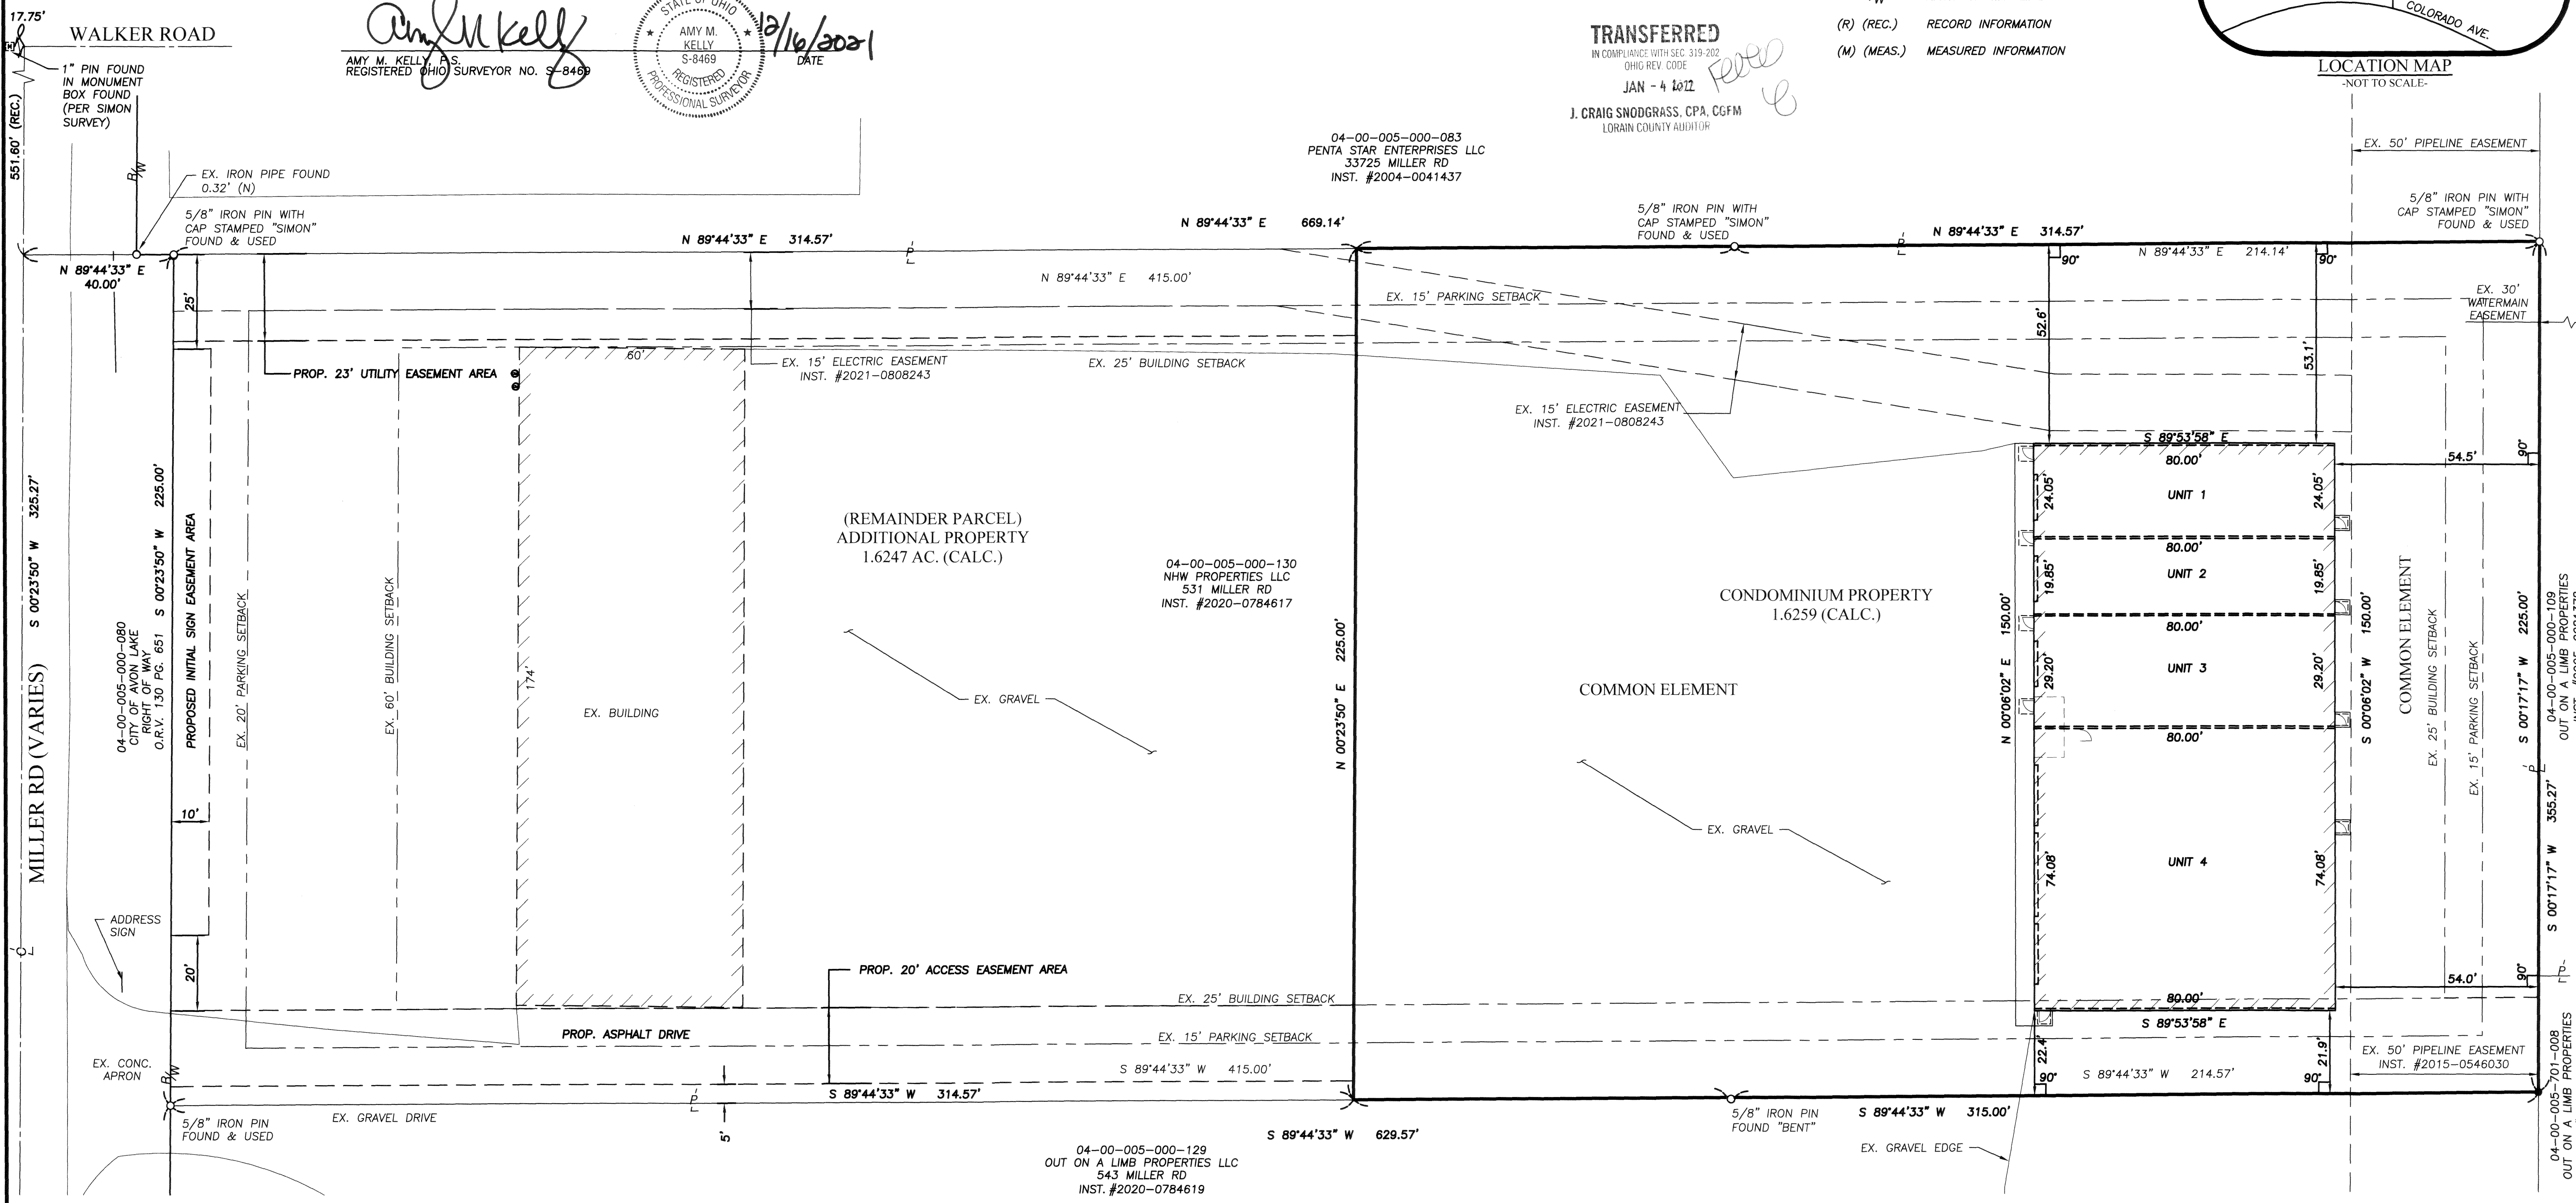 17.75'
WALKER ROAD
1" PIN FOUND
IN MONUMENT
BOX FOUND
(PER SIMON
SURVEY)
551.60' (REC.)
R/W
Amy M Kelly
AMY M. KELLY, P.S.
REGISTERED OHIO SURVEYOR NO. S-8469
STATE OF OHIO
AMY M.
KELLY
S-8469
REGISTERED
PROFESSIONAL SURVEYOR
12/16/2021
DATE
TRANSFERRED
IN COMPLIANCE WITH SEC. 319-202
OHIO REV. CODE
JAN - 4 2022
J. CRAIG SNODGRASS, CPA, CGFM
LORAIN COUNTY AUDITOR
(R) (REC.) RECORD INFORMATION
(M) (MEAS.) MEASURED INFORMATION
COLORADO AVE.
LOCATION MAP
-NOT TO SCALE-
04-00-005-000-083
PENTA STAR ENTERPRISES LLC
33725 MILLER RD
INST. #2004-0041437
EX. 50' PIPELINE EASEMENT
EX. IRON PIPE FOUND
0.32' (N)
5/8" IRON PIN WITH
CAP STAMPED "SIMON"
FOUND & USED
5/8" IRON PIN WITH
CAP STAMPED "SIMON"
FOUND & USED
5/8" IRON PIN WITH
CAP STAMPED "SIMON"
FOUND & USED
N 89°44'33" E 669.14'
N 89°44'33" E 314.57'
N 89°44'33" E 314.57'
N 89°44'33" E
40.00'
N 89°44'33" E 415.00'
N 89°44'33" E 214.14'
90°
90°
25'
EX. 15' PARKING SETBACK
EX. 30'
WATERMAIN
EASEMENT
52.6'
53.1'
60'
PROP. 23' UTILITY EASEMENT AREA
EX. 15' ELECTRIC EASEMENT
INST. #2021-0808243
EX. 25' BUILDING SETBACK
EX. 15' ELECTRIC EASEMENT
INST. #2021-0808243
S 89°53'58" E
80.00'
54.5'
90°
24.05'
UNIT 1
24.05'
80.00'
19.85'
UNIT 2
19.85'
80.00'
29.20'
UNIT 3
29.20'
80.00'
74.08'
UNIT 4
74.08'
80.00'
S 89°53'58" E
MILLER RD (VARIES)
S 00°23'50" W 325.27'
04-00-005-000-080
CITY OF AVON LAKE
RIGHT OF WAY
O.R.V. 130 PG. 651
S 00°23'50" W 225.00'
PROPOSED INITIAL SIGN EASEMENT AREA
EX. 20' PARKING SETBACK
EX. 60' BUILDING SETBACK
174'
EX. BUILDING
(REMAINDER PARCEL)
ADDITIONAL PROPERTY
1.6247 AC. (CALC.)
04-00-005-000-130
NHW PROPERTIES LLC
531 MILLER RD
INST. #2020-0784617
EX. GRAVEL
N 00°23'50" E 225.00'
CONDOMINIUM PROPERTY
1.6259 (CALC.)
COMMON ELEMENT
EX. GRAVEL
N 00°06'02" E 150.00'
S 00°06'02" W 150.00'
COMMON ELEMENT
EX. 25' BUILDING SETBACK
EX. 15' PARKING SETBACK
S 00°17'17" W 225.00'
S 00°17'17" W 355.27'
04-00-005-000-109
OUT ON A LIMB PROPERTIES
10'
20'
ADDRESS
SIGN
PROP. 20' ACCESS EASEMENT AREA
EX. 25' BUILDING SETBACK
PROP. ASPHALT DRIVE
EX. 15' PARKING SETBACK
54.0'
90°
EX. CONC.
APRON
R/W
S 89°44'33" W 415.00'
S 89°44'33" W 314.57'
22.4'
90°
S 89°44'33" W 214.57'
90°
21.9'
EX. 50' PIPELINE EASEMENT
INST. #2015-0546030
04-00-005-701-008
OUT ON A LIMB PROPERTIES
5/8" IRON PIN
FOUND & USED
EX. GRAVEL DRIVE
5'
S 89°44'33" W 629.57'
5/8" IRON PIN
FOUND "BENT"
S 89°44'33" W 315.00'
EX. GRAVEL EDGE
04-00-005-000-129
OUT ON A LIMB PROPERTIES LLC
543 MILLER RD
INST. #2020-0784619